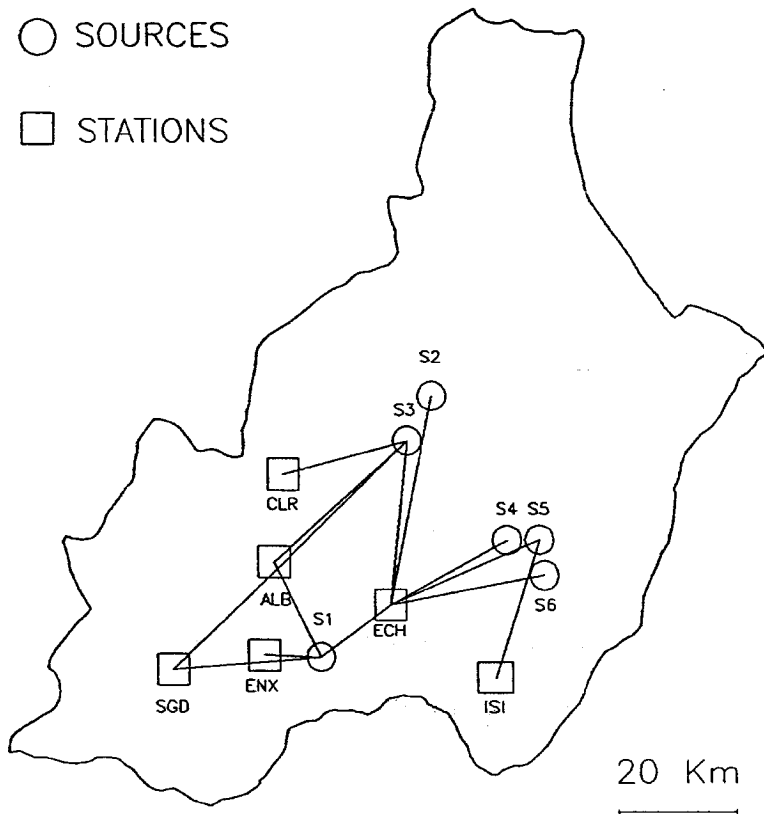 SOURCES
STATIONS
S2
S3
CLR
S4 S5
ALB
S6
S1
ECH
SGD
ENX
ISI
20 Km